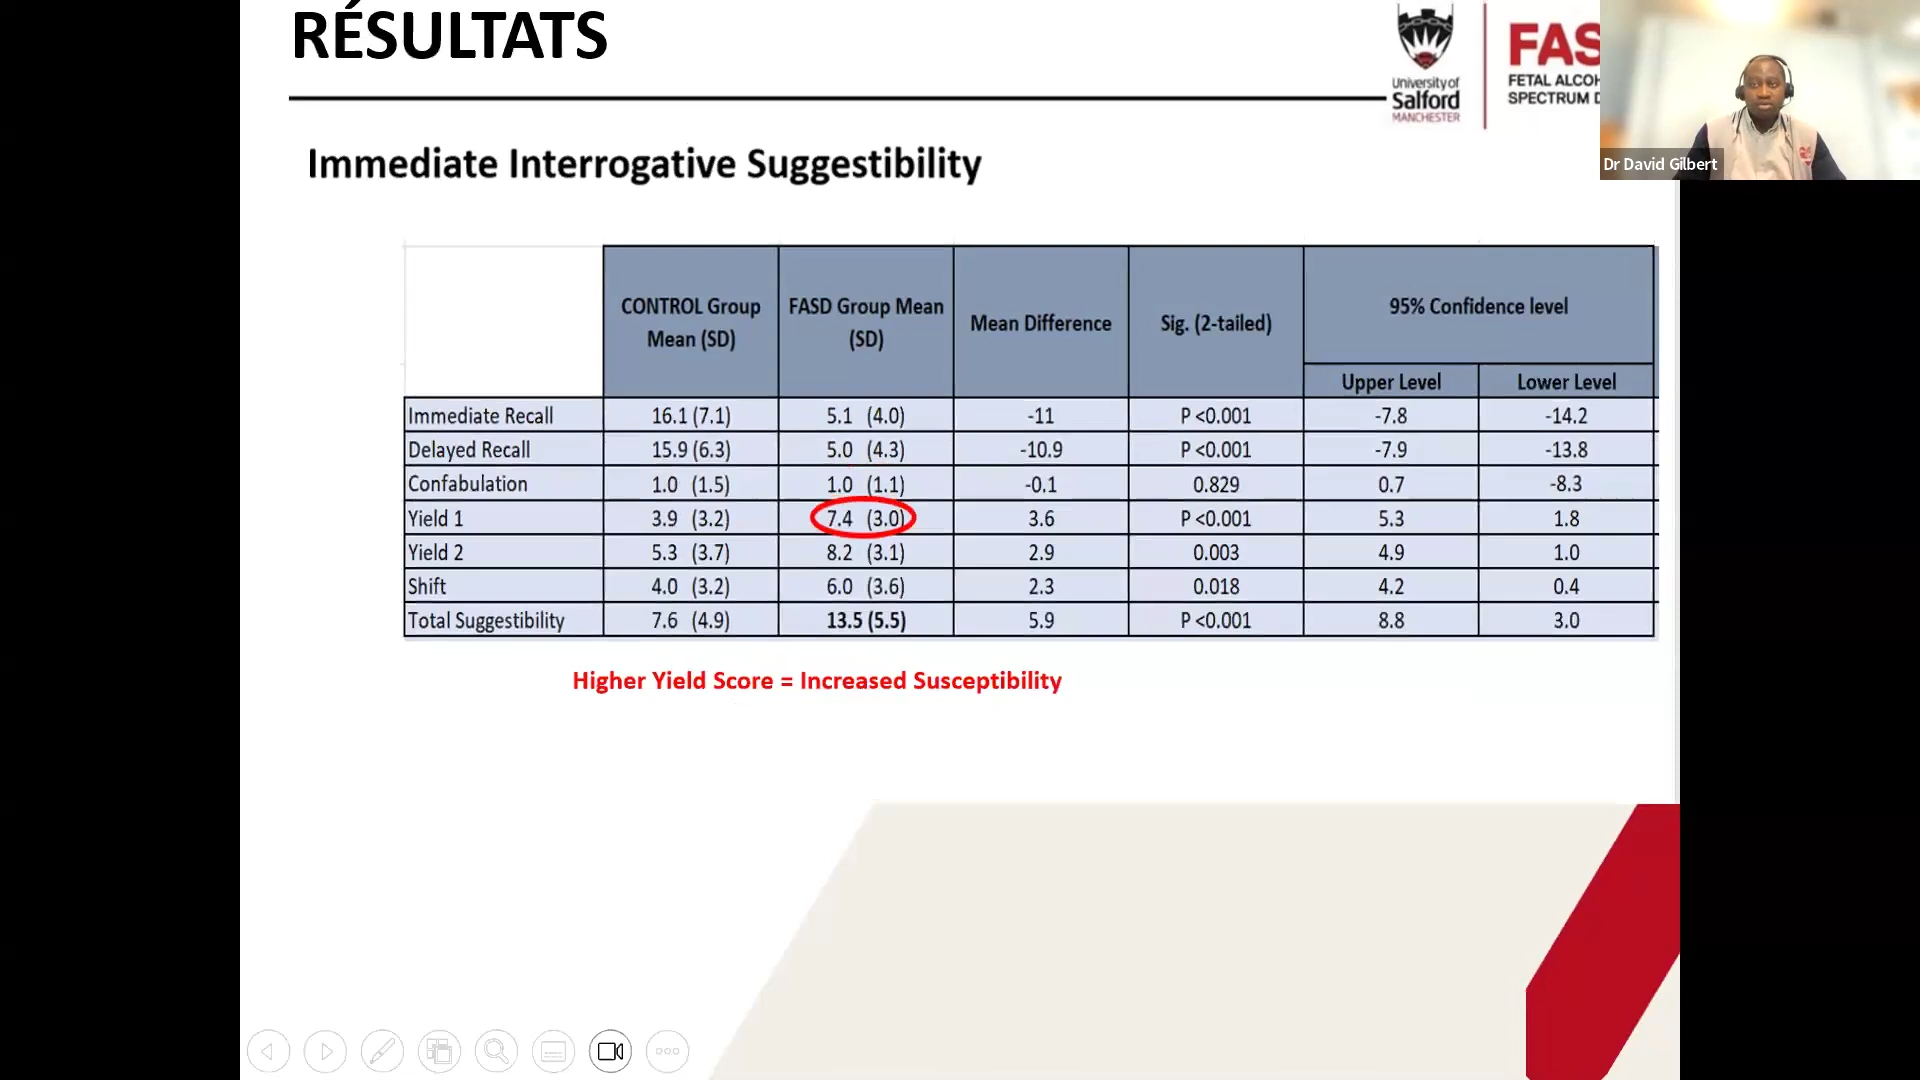 RÉSULTATS
University of
Salford
MANCHESTER
FAS
FETAL ALCOH
SPECTRUM D
Dr David Gilbert
Immediate Interrogative Suggestibility
CONTROL Group Mean (SD) FASD Group Mean (SD) Mean Difference Sig. (2-tailed) 95% Confidence level
Upper Level Lower Level
Immediate Recall 16.1 (7.1) 5.1 (4.0) -11 P <0.001 -7.8 -14.2
Delayed Recall 15.9 (6.3) 5.0 (4.3) -10.9 P <0.001 -7.9 -13.8
Confabulation 1.0 (1.5) 1.0 (1.1) -0.1 0.829 0.7 -8.3
Yield 1 3.9 (3.2) 7.4 (3.0) 3.6 P <0.001 5.3 1.8
Yield 2 5.3 (3.7) 8.2 (3.1) 2.9 0.003 4.9 1.0
Shift 4.0 (3.2) 6.0 (3.6) 2.3 0.018 4.2 0.4
Total Suggestibility 7.6 (4.9) 13.5 (5.5) 5.9 P <0.001 8.8 3.0
Higher Yield Score = Increased Susceptibility